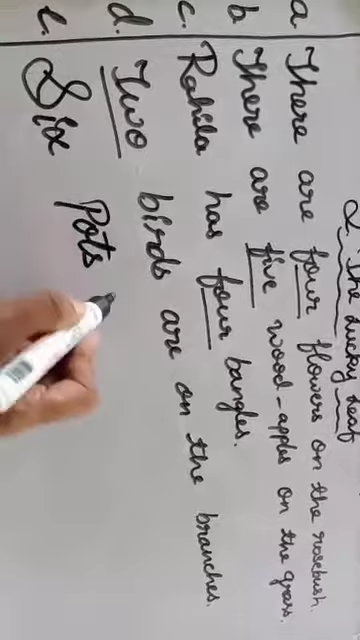 2. The Lucky Leaf
a. There are four flowers on the rosebush.
b. There are five wood-apples on the grass.
c. Rahila has four bangles.
d. Two birds are on the branches.
e. Six Pots